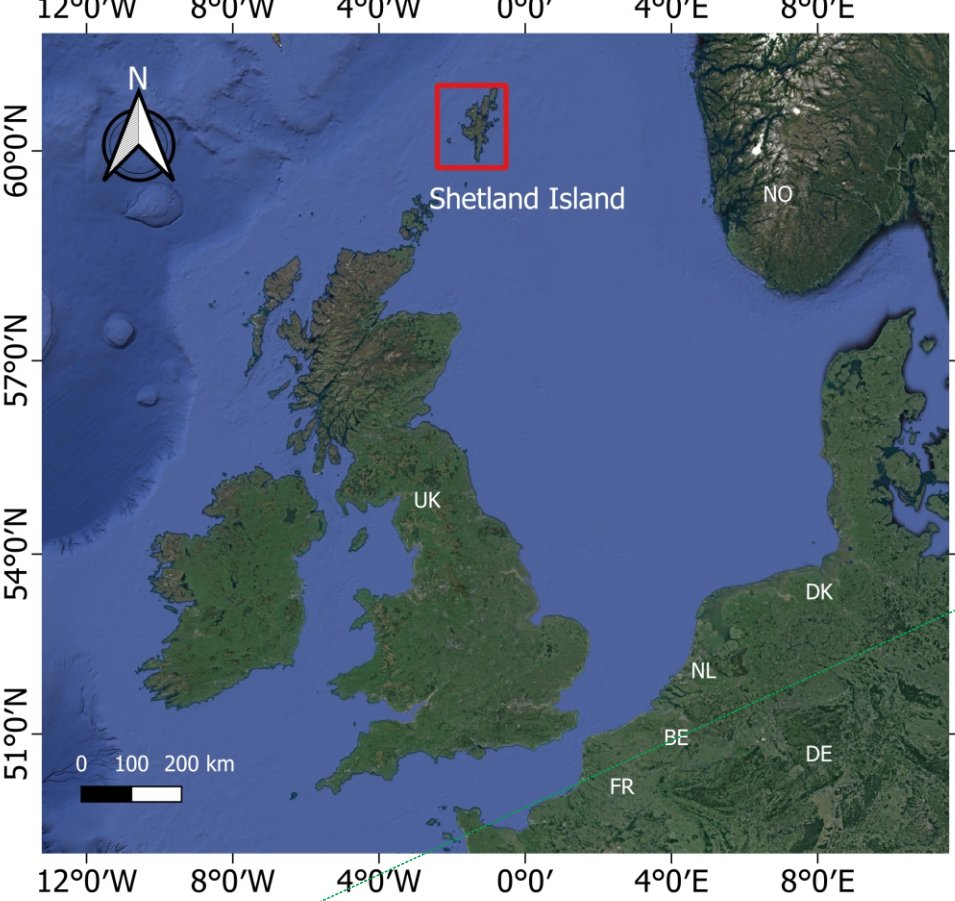 12°0′W 8°0′W 4°0′W 0°0′ 4°0′E 8°0′E
N
60°0′N
Shetland Island
NO
57°0′N
UK
54°0′N
DK
NL
51°0′N
BE
DE
0 100 200 km
FR
12°0′W 8°0′W 4°0′W 0°0′ 4°0′E 8°0′E